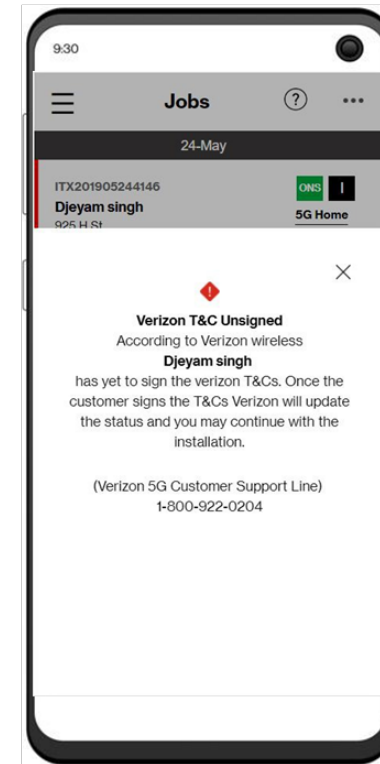 9:30
Jobs
?
24-May
ITX201905244146
ONS I
Djeyam singh
5G Home
925 H St
!
Verizon T&C Unsigned
According to Verizon wireless
Djeyam singh
has yet to sign the verizon T&Cs. Once the
customer signs the T&Cs Verizon will update
the status and you may continue with the
installation.
(Verizon 5G Customer Support Line)
1-800-922-0204